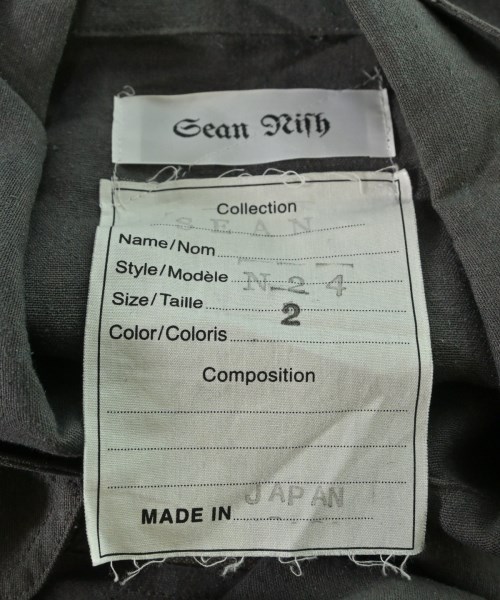 Sean Nish
Collection
SEAN
Name/Nom
Style/Modèle N-24
Size/Taille 2
Color/Coloris
Composition
MADE IN JAPAN